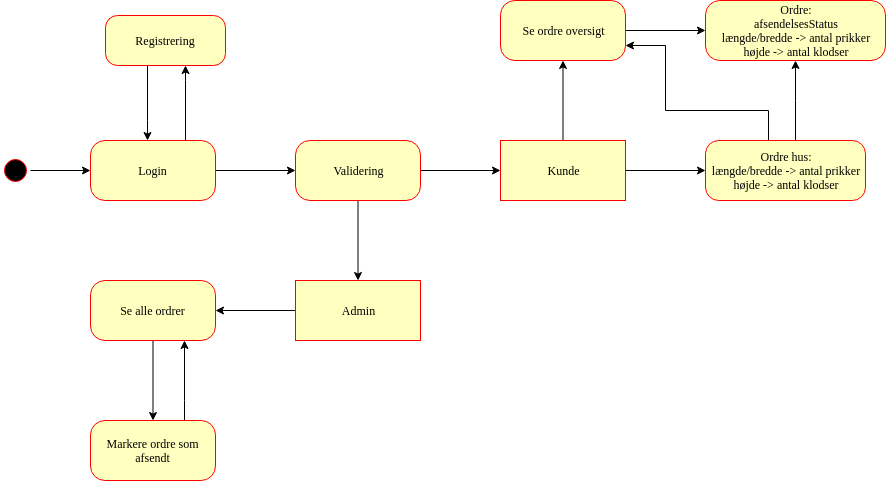 Registrering
Se ordre oversigt
Ordre:
afsendelsesStatus
længde/bredde -> antal prikker
højde -> antal klodser
Login
Validering
Kunde
Ordre hus:
længde/bredde -> antal prikker
højde -> antal klodser
Se alle ordrer
Admin
Markere ordre som
afsendt